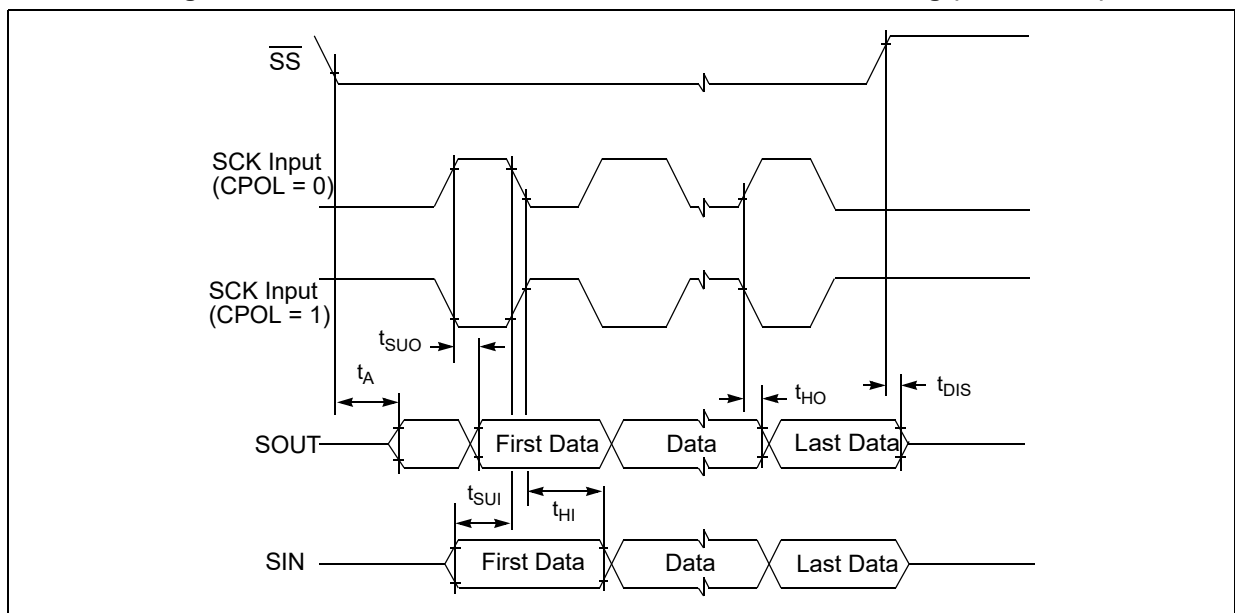 SS
SCK Input
(CPOL = 0)
SCK Input
(CPOL = 1)
tSUO
tA
tHO
tDIS
SOUT
First Data
Data
Last Data
tSUI
tHI
SIN
First Data
Data
Last Data